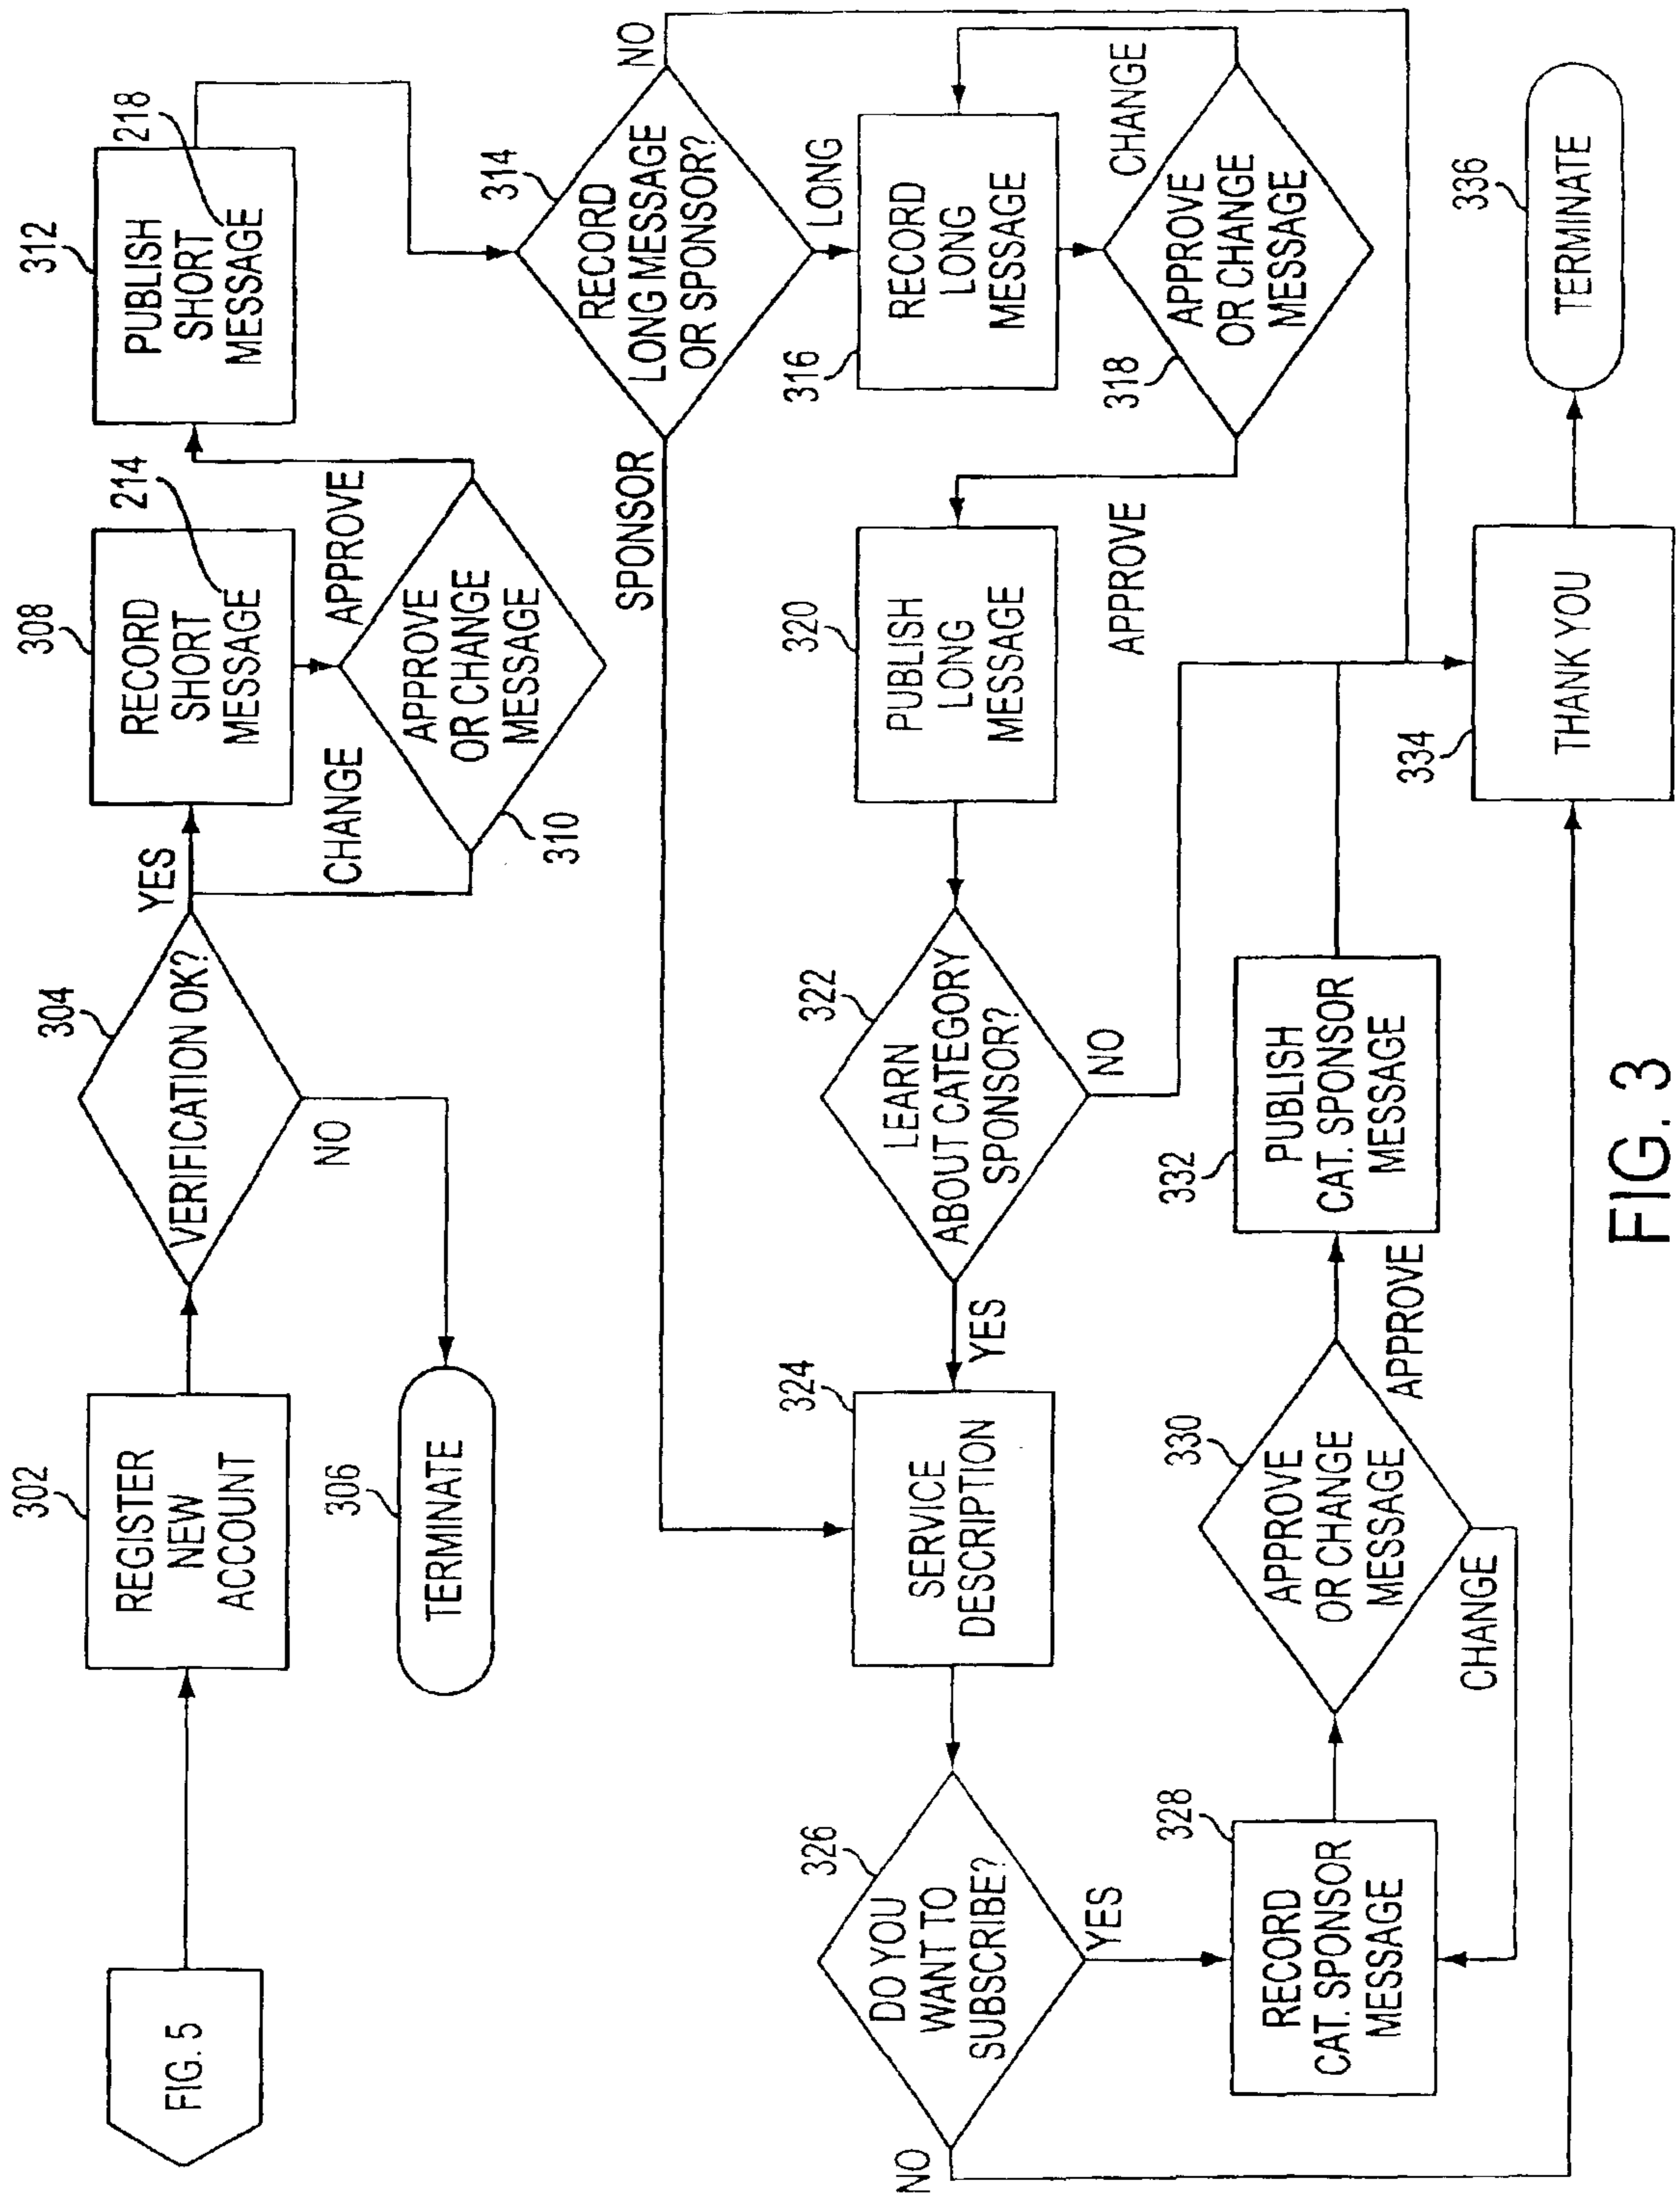 FIG. 5
302
REGISTER
NEW
ACCOUNT
304
VERIFICATION OK?
YES
NO
306
TERMINATE
308
RECORD
SHORT
MESSAGE
214
CHANGE
APPROVE
310
APPROVE
OR CHANGE
MESSAGE
312
PUBLISH
SHORT
MESSAGE
218
314
RECORD
LONG MESSAGE
OR SPONSOR?
SPONSOR
NO
LONG
316
RECORD
LONG
MESSAGE
318
APPROVE
OR CHANGE
MESSAGE
CHANGE
APPROVE
320
PUBLISH
LONG
MESSAGE
322
LEARN
ABOUT CATEGORY
SPONSOR?
YES
NO
324
SERVICE
DESCRIPTION
326
DO YOU
WANT TO
SUBSCRIBE?
NO
YES
328
RECORD
CAT. SPONSOR
MESSAGE
330
APPROVE
OR CHANGE
MESSAGE
CHANGE
APPROVE
332
PUBLISH
CAT. SPONSOR
MESSAGE
334
THANK YOU
336
TERMINATE
FIG. 3